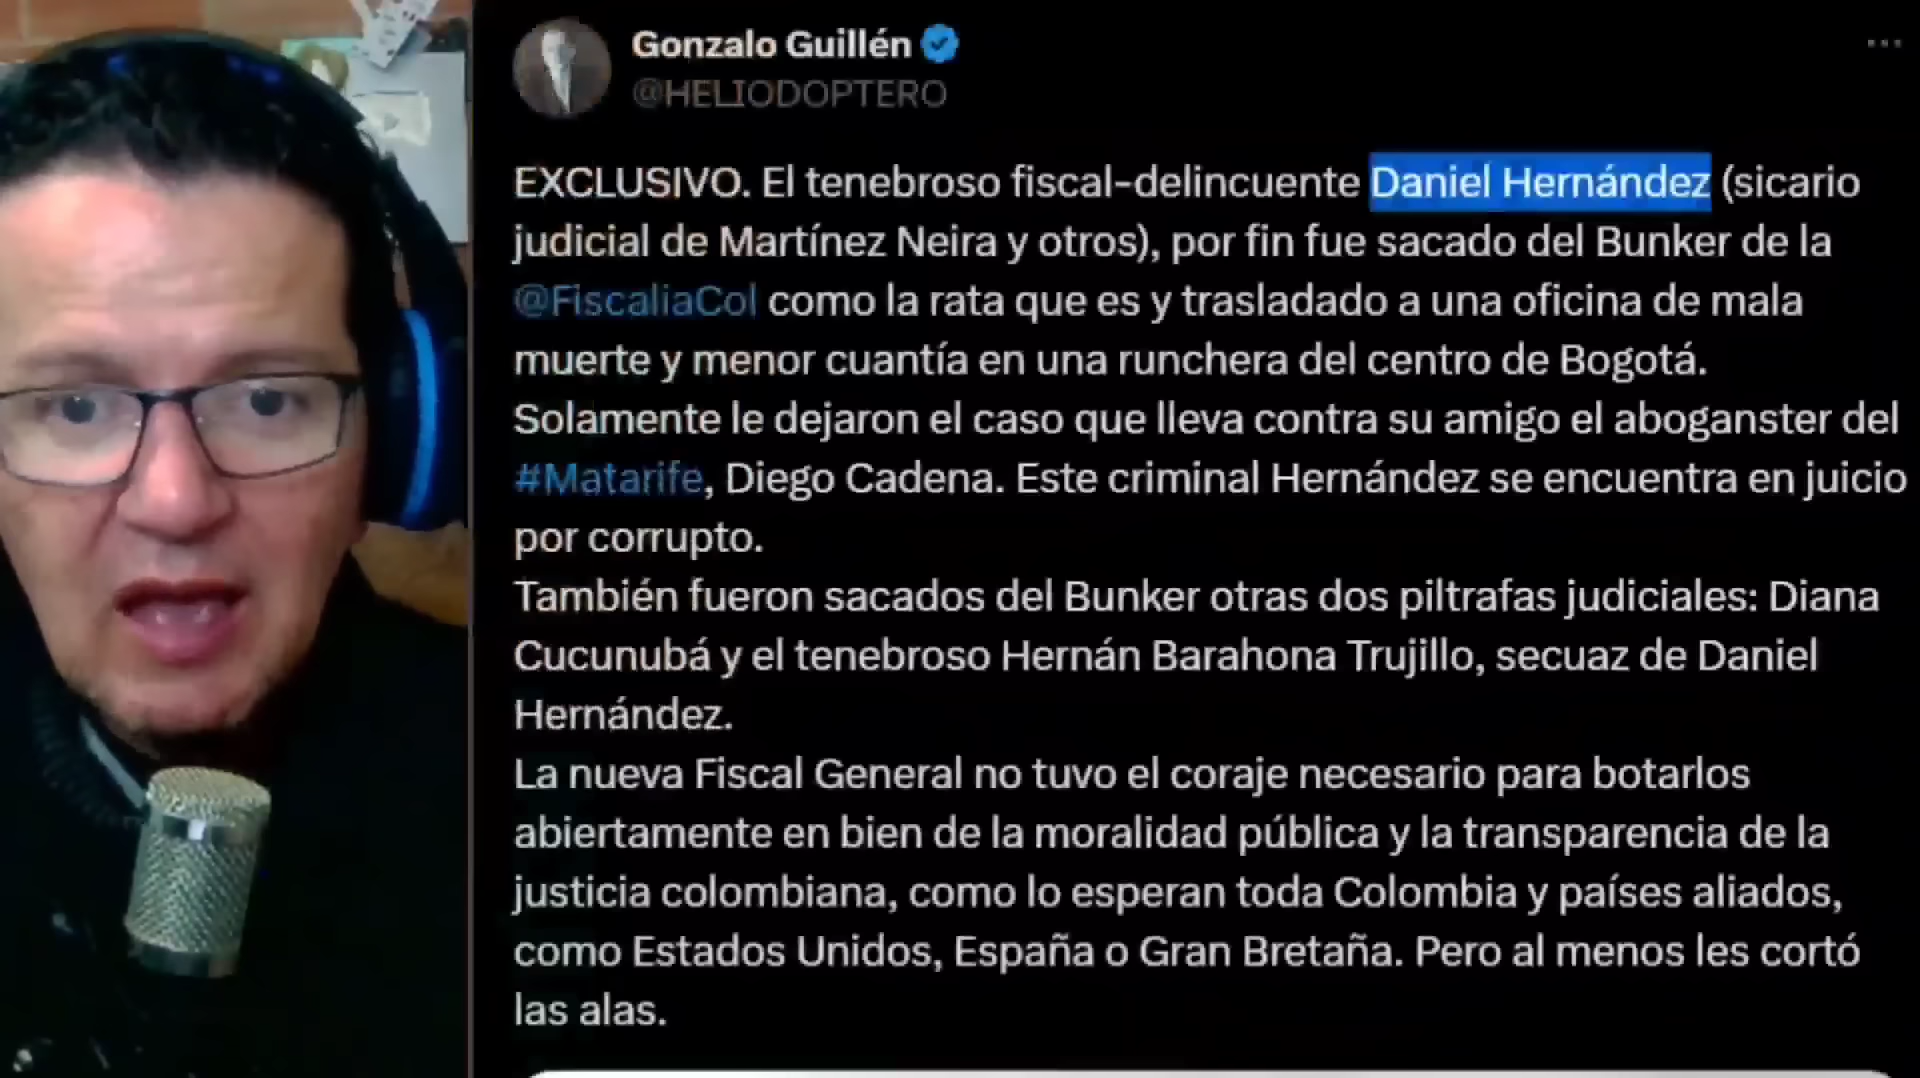 Gonzalo Guillén
@HELIODOPTERO
EXCLUSIVO. El tenebroso fiscal-delincuente Daniel Hernández (sicario
judicial de Martínez Neira y otros), por fin fue sacado del Bunker de la
@FiscaliaCol como la rata que es y trasladado a una oficina de mala
muerte y menor cuantía en una runchera del centro de Bogotá.
Solamente le dejaron el caso que lleva contra su amigo el aboganster del
#Matarife, Diego Cadena. Este criminal Hernández se encuentra en juicio
por corrupto.
También fueron sacados del Bunker otras dos piltrafas judiciales: Diana
Cucunubá y el tenebroso Hernán Barahona Trujillo, secuaz de Daniel
Hernández.
La nueva Fiscal General no tuvo el coraje necesario para botarlos
abiertamente en bien de la moralidad pública y la transparencia de la
justicia colombiana, como lo esperan toda Colombia y países aliados,
como Estados Unidos, España o Gran Bretaña. Pero al menos les cortó
las alas.